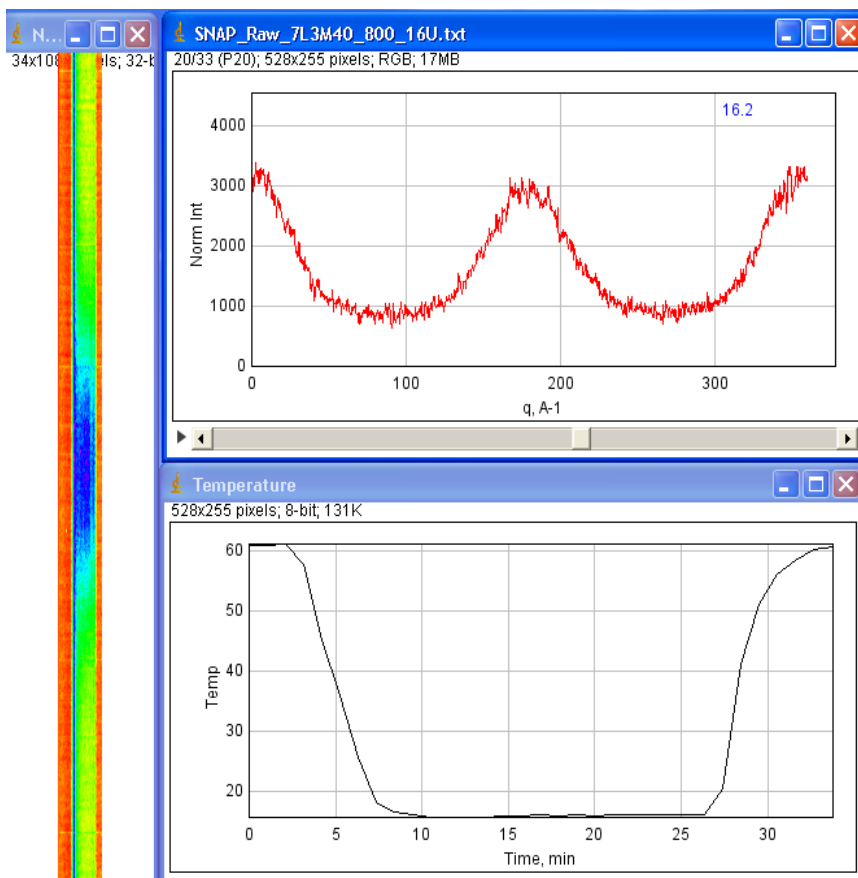 N...
34x108
els; 32-b
SNAP_Raw_7L3M40_800_16U.txt
20/33 (P20); 528x255 pixels; RGB; 17MB
16.2
4000
3000
2000
1000
0
Norm Int
0 100 200 300
q, A-1
Temperature
528x255 pixels; 8-bit; 131K
60
50
40
30
20
Temp
0 5 10 15 20 25 30
Time, min